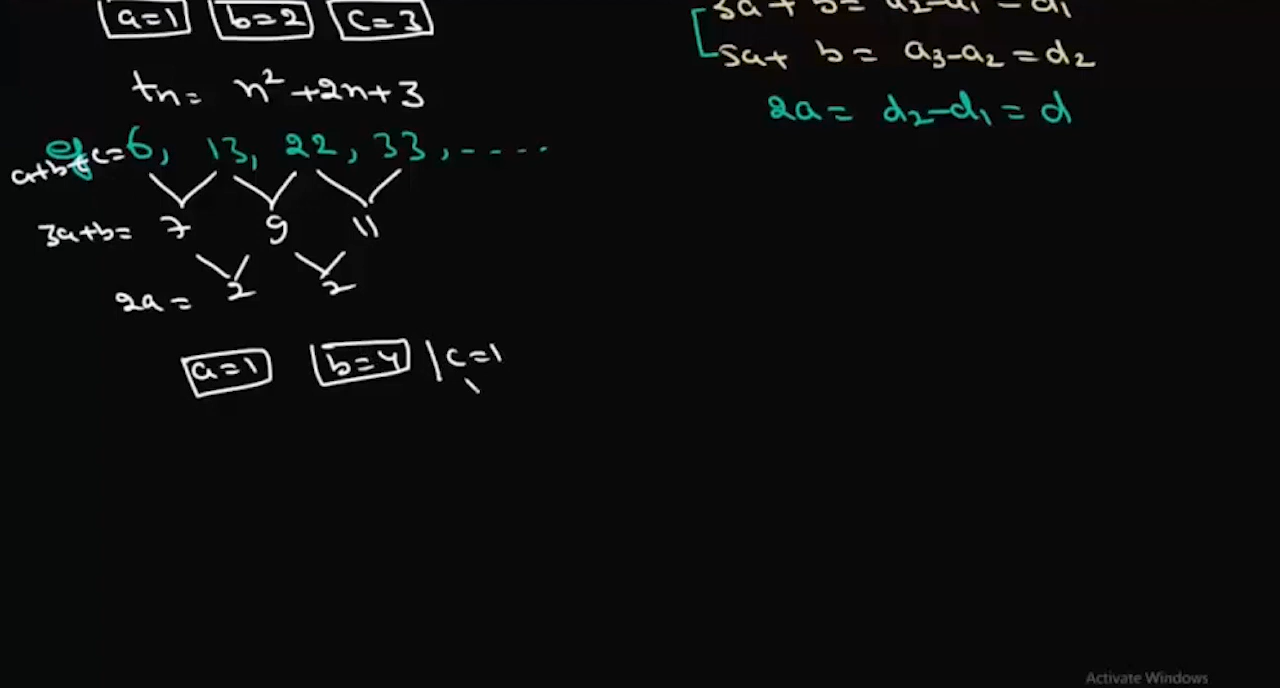 a=1 b=2 c=3
tn= n²+2n+3
eg 6, 13, 22, 33, ----
a+b+c=
3a+b= 7 9 11
2a= 2 2
a=1 b=4 c=1
3a+ b= a2-a1 = d1
5a+ b= a3-a2 = d2
2a= d2-d1 = d
Activate Windows